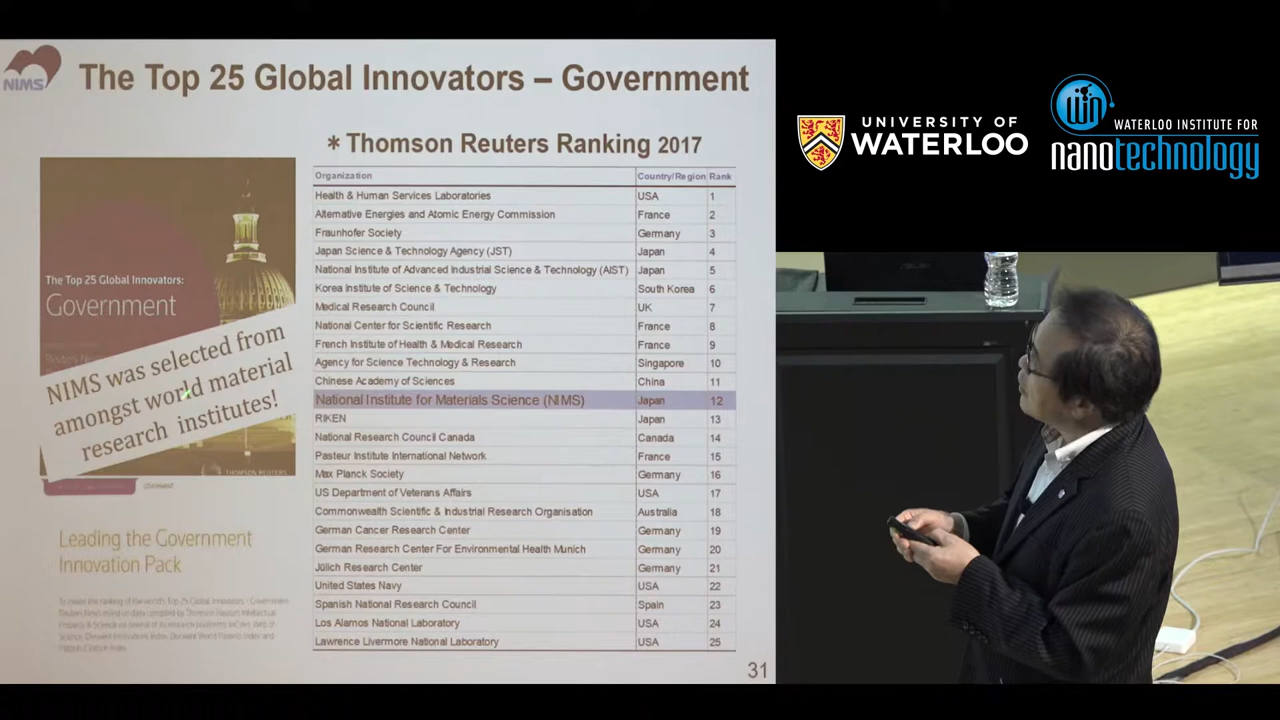 NIMS
The Top 25 Global Innovators – Government
* Thomson Reuters Ranking 2017
Organization Country/Region Rank
Health & Human Services Laboratories USA 1
Alternative Energies and Atomic Energy Commission France 2
Fraunhofer Society Germany 3
Japan Science & Technology Agency (JST) Japan 4
National Institute of Advanced Industrial Science & Technology (AIST) Japan 5
Korea Institute of Science & Technology South Korea 6
Medical Research Council UK 7
National Center for Scientific Research France 8
French Institute of Health & Medical Research France 9
Agency for Science Technology & Research Singapore 10
Chinese Academy of Sciences China 11
National Institute for Materials Science (NIMS) Japan 12
RIKEN Japan 13
National Research Council Canada Canada 14
Pasteur Institute International Network France 15
Max Planck Society Germany 16
US Department of Veterans Affairs USA 17
Commonwealth Scientific & Industrial Research Organisation Australia 18
German Cancer Research Center Germany 19
German Research Center For Environmental Health Munich Germany 20
Jülich Research Center Germany 21
United States Navy USA 22
Spanish National Research Council Spain 23
Los Alamos National Laboratory USA 24
Lawrence Livermore National Laboratory USA 25
The Top 25 Global Innovators:
Government
NIMS was selected from
amongst world material
research institutes!
THOMSON REUTERS
Leading the Government
Innovation Pack
31
UNIVERSITY OF
WATERLOO
win
WATERLOO INSTITUTE FOR
nanotechnology